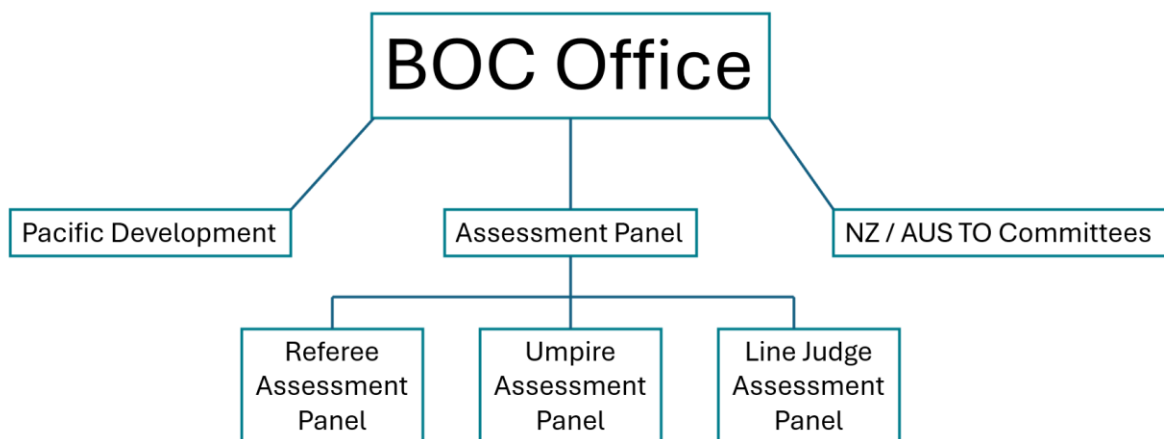 BOC Office
Pacific Development
Assessment Panel
NZ / AUS TO Committees
Referee
Assessment
Panel
Umpire
Assessment
Panel
Line Judge
Assessment
Panel